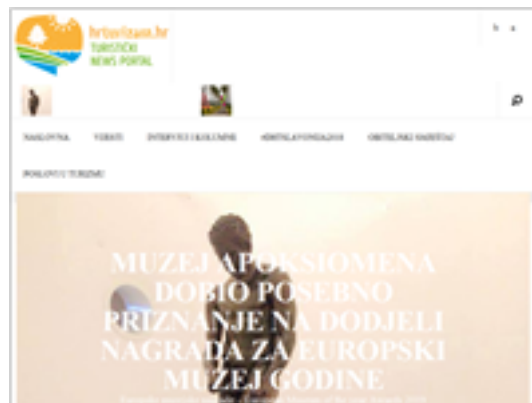 hrturizam.hr
TURISTIČKI
NEWS PORTAL
NASLOVNA VIJESTI INTERVJUI I KOLUMNE OBITELJSKI SMJEŠTAJ
POSLOVI U TURIZMU
MUZEJ APOKSIOMENA
DOBIO POSEBNO
PRIZNANJE NA DODJELI
NAGRADA ZA EUROPSKI
MUZEJ GODINE